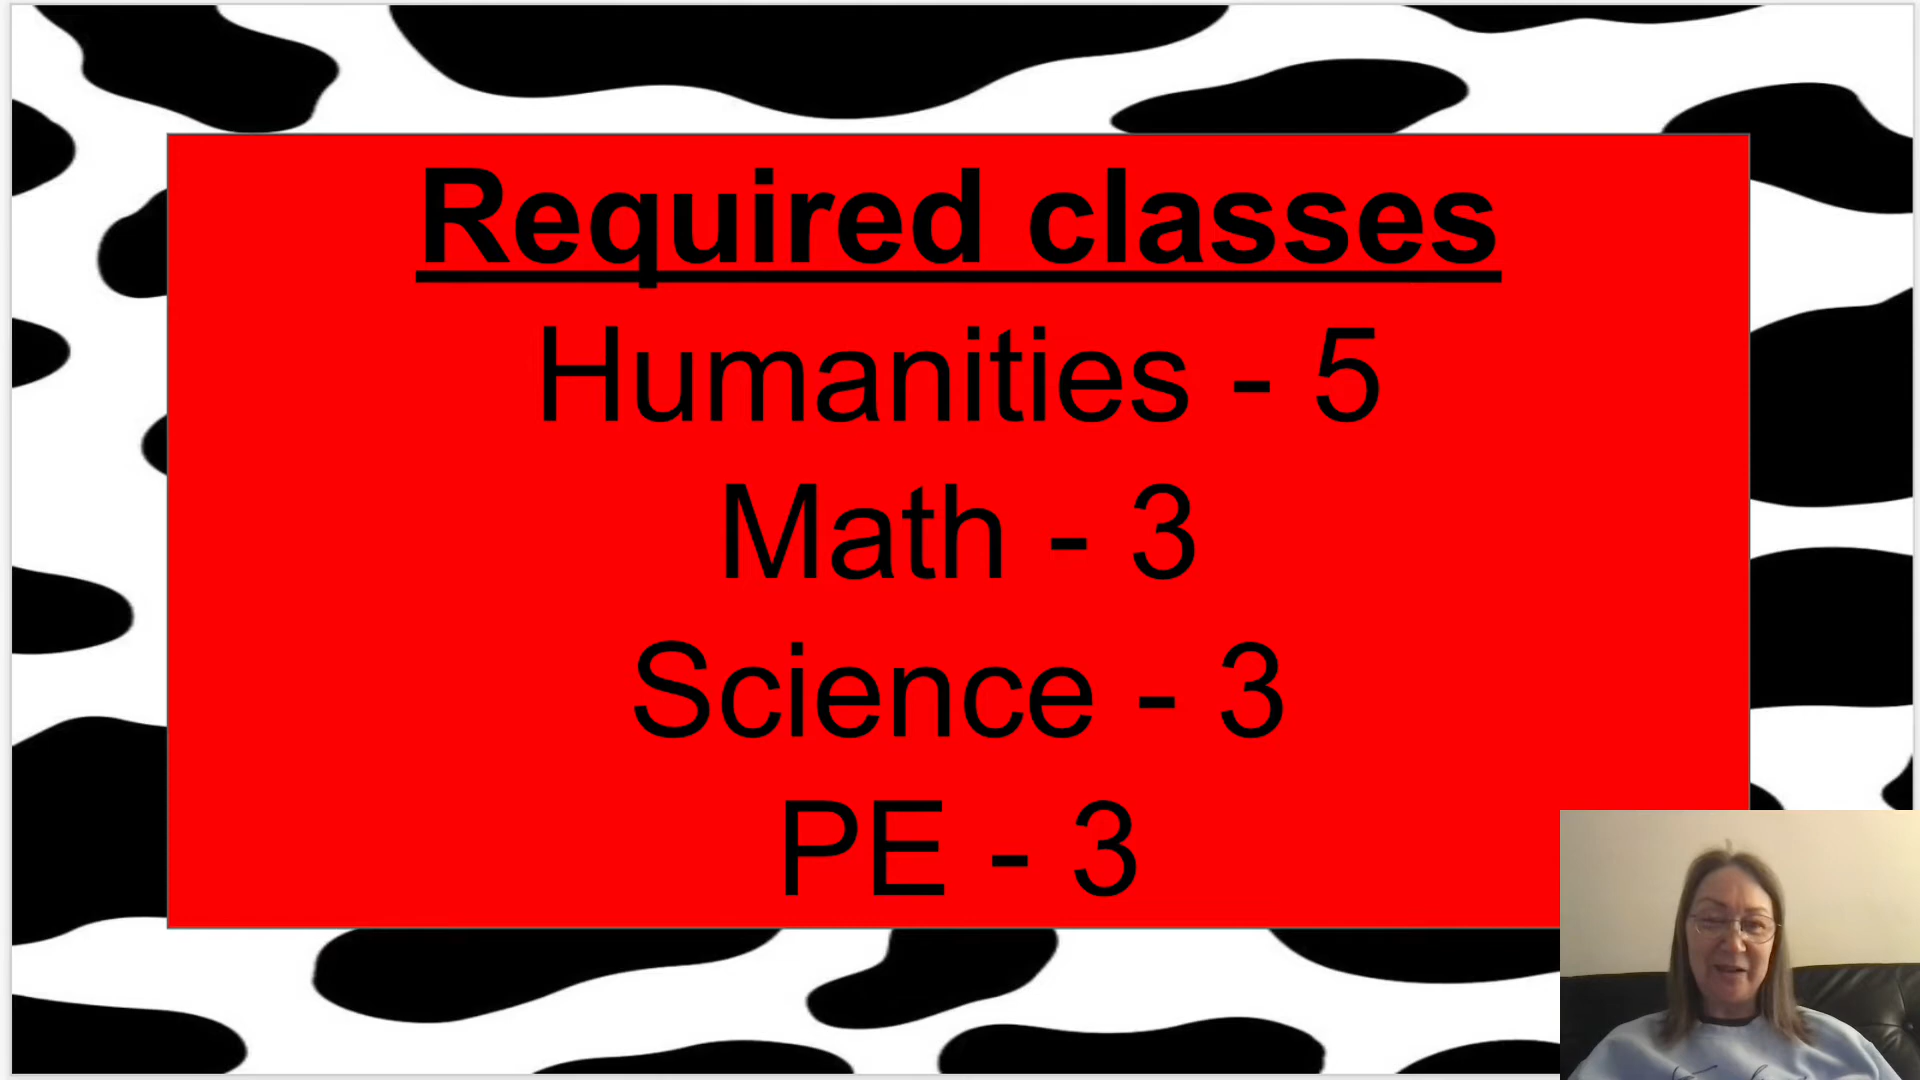 Required classes
Humanities - 5
Math - 3
Science - 3
PE - 3